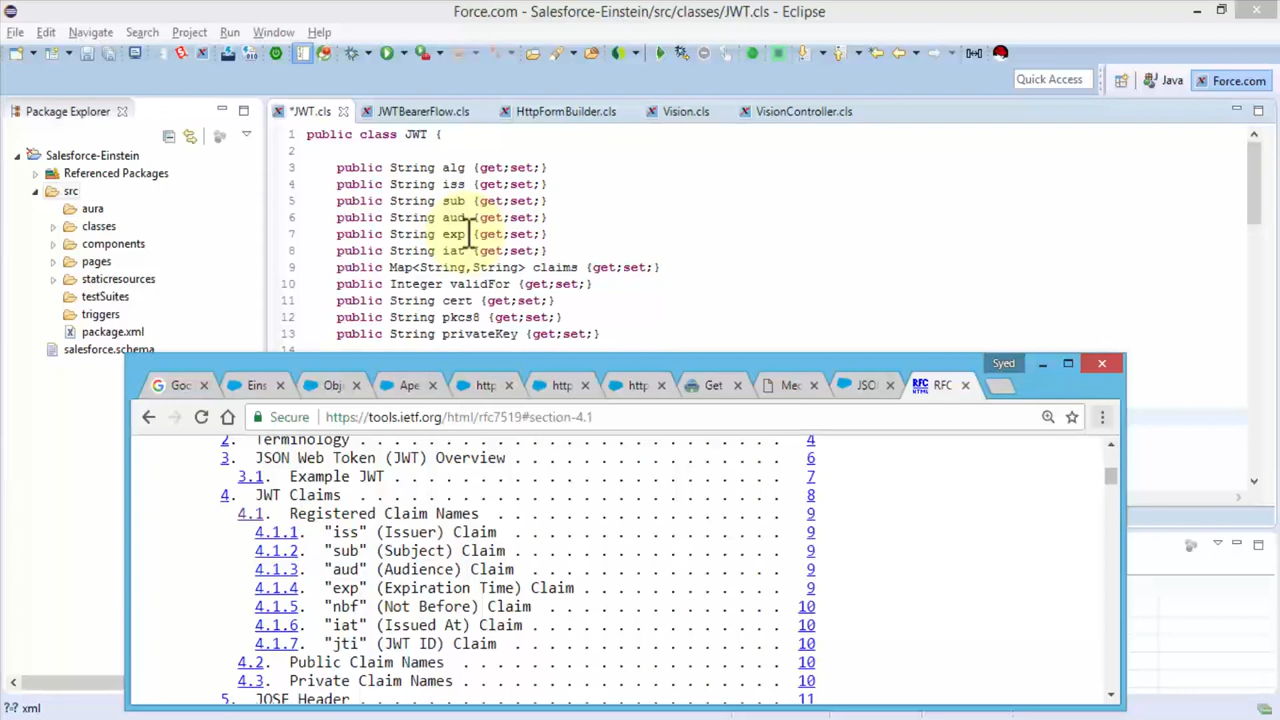 Force.com - Salesforce-Einstein/src/classes/JWT.cls - Eclipse
File Edit Navigate Search Project Run Window Help
Quick Access
Java
Force.com
Package Explorer
*JWT.cls
JWTBearerFlow.cls
HttpFormBuilder.cls
Vision.cls
VisionController.cls
Salesforce-Einstein
Referenced Packages
src
aura
classes
components
pages
staticresources
testSuites
triggers
package.xml
salesforce.schema
1 public class JWT {
2
3 public String alg {get;set;}
4 public String iss {get;set;}
5 public String sub {get;set;}
6 public String aud {get;set;}
7 public String exp {get;set;}
8 public String iat {get;set;}
9 public Map<String,String> claims {get;set;}
10 public Integer validFor {get;set;}
11 public String cert {get;set;}
12 public String pkcs8 {get;set;}
13 public String privateKey {get;set;}
14
Syed
Goo
Eins
Obj
Ape
http
http
http
Get
Med
JSO
RFC
Secure https://tools.ietf.org/html/rfc7519#section-4.1
2. Terminology . . . . . . . . . . . . . . . . . . . . . . . . . 4
3. JSON Web Token (JWT) Overview . . . . . . . . . . . . . . . . 6
3.1. Example JWT . . . . . . . . . . . . . . . . . . . . . . . 7
4. JWT Claims . . . . . . . . . . . . . . . . . . . . . . . . . 8
4.1. Registered Claim Names . . . . . . . . . . . . . . . . . . 9
4.1.1. "iss" (Issuer) Claim . . . . . . . . . . . . . . . . . 9
4.1.2. "sub" (Subject) Claim . . . . . . . . . . . . . . . . 9
4.1.3. "aud" (Audience) Claim . . . . . . . . . . . . . . . . 9
4.1.4. "exp" (Expiration Time) Claim . . . . . . . . . . . . 9
4.1.5. "nbf" (Not Before) Claim . . . . . . . . . . . . . . . 10
4.1.6. "iat" (Issued At) Claim . . . . . . . . . . . . . . . 10
4.1.7. "jti" (JWT ID) Claim . . . . . . . . . . . . . . . . . 10
4.2. Public Claim Names . . . . . . . . . . . . . . . . . . . 10
4.3. Private Claim Names . . . . . . . . . . . . . . . . . . . 10
5. JOSE Header . . . . . . . . . . . . . . . . . . . . . . . . . 11
xml